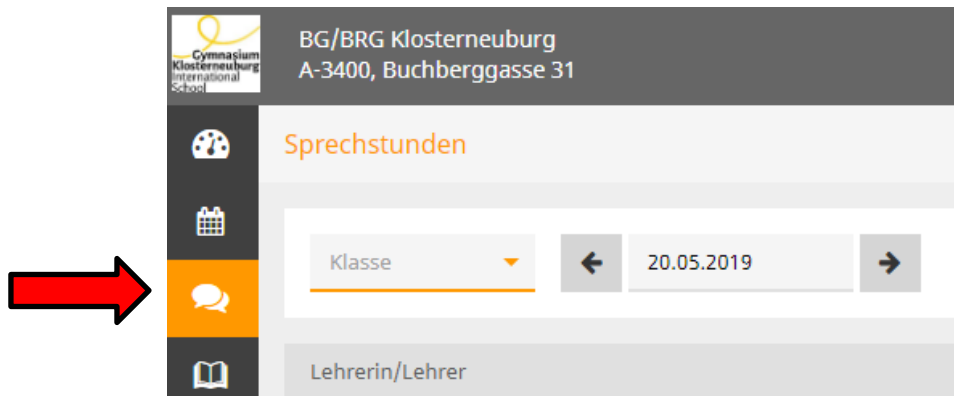 Gymnasium
Klosterneuburg
International
School
BG/BRG Klosterneuburg
A-3400, Buchberggasse 31
Sprechstunden
Klasse
20.05.2019
Lehrerin/Lehrer